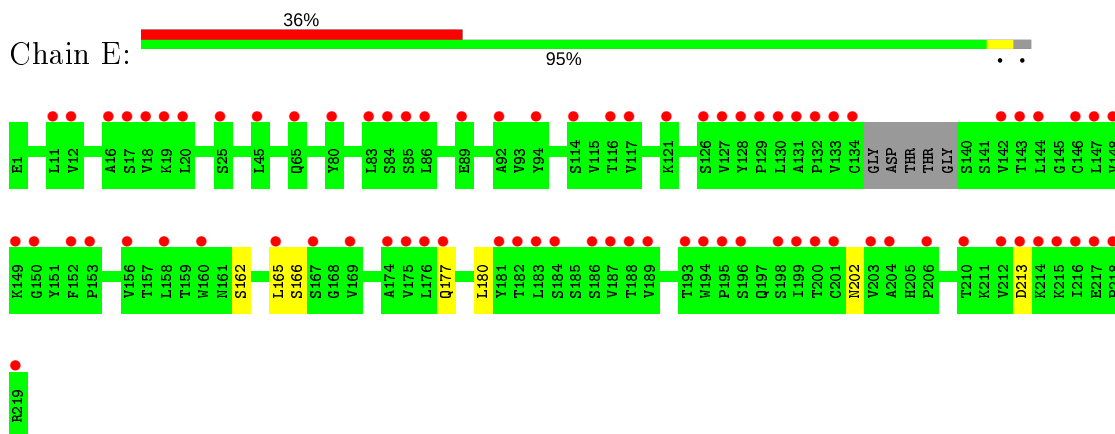 36%
Chain E:
95%
• •
E1 L11 V12 A16 S17 V18 K19 L20 S25 L45 Q65 Y80 L83 S84 S85 L86 E89 A92 V93 Y94 S114 V115 T116 V117 K121 S126 V127 Y128 P129 L130 A131 P132 V133 C134 GLY ASP THR THR GLY S140 S141 V142 T143 L144 G145 C146 L147 V148
K149 G150 Y151 F152 P153 V156 T157 L158 T159 W160 N161 S162 L165 S166 S167 G168 V169 A174 V175 L176 Q177 L180 Y181 T182 L183 S184 S185 S186 V187 T188 V189 T193 W194 P195 S196 Q197 S198 I199 T200 C201 N202 V203 A204 H205 P206 T210 K211 V212 D213 K214 K215 I216 E217 P218
R219